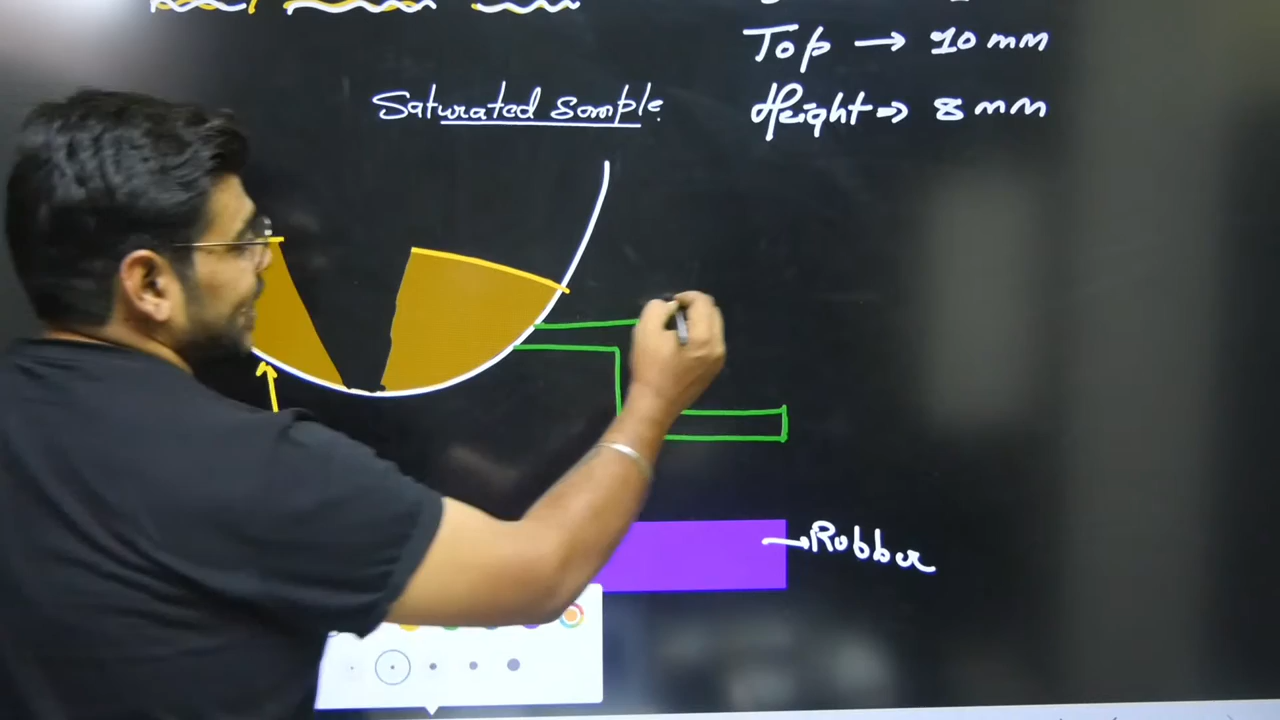 Top → 10 mm
Saturated sample:
Height ⇒ 8 mm
Rubber